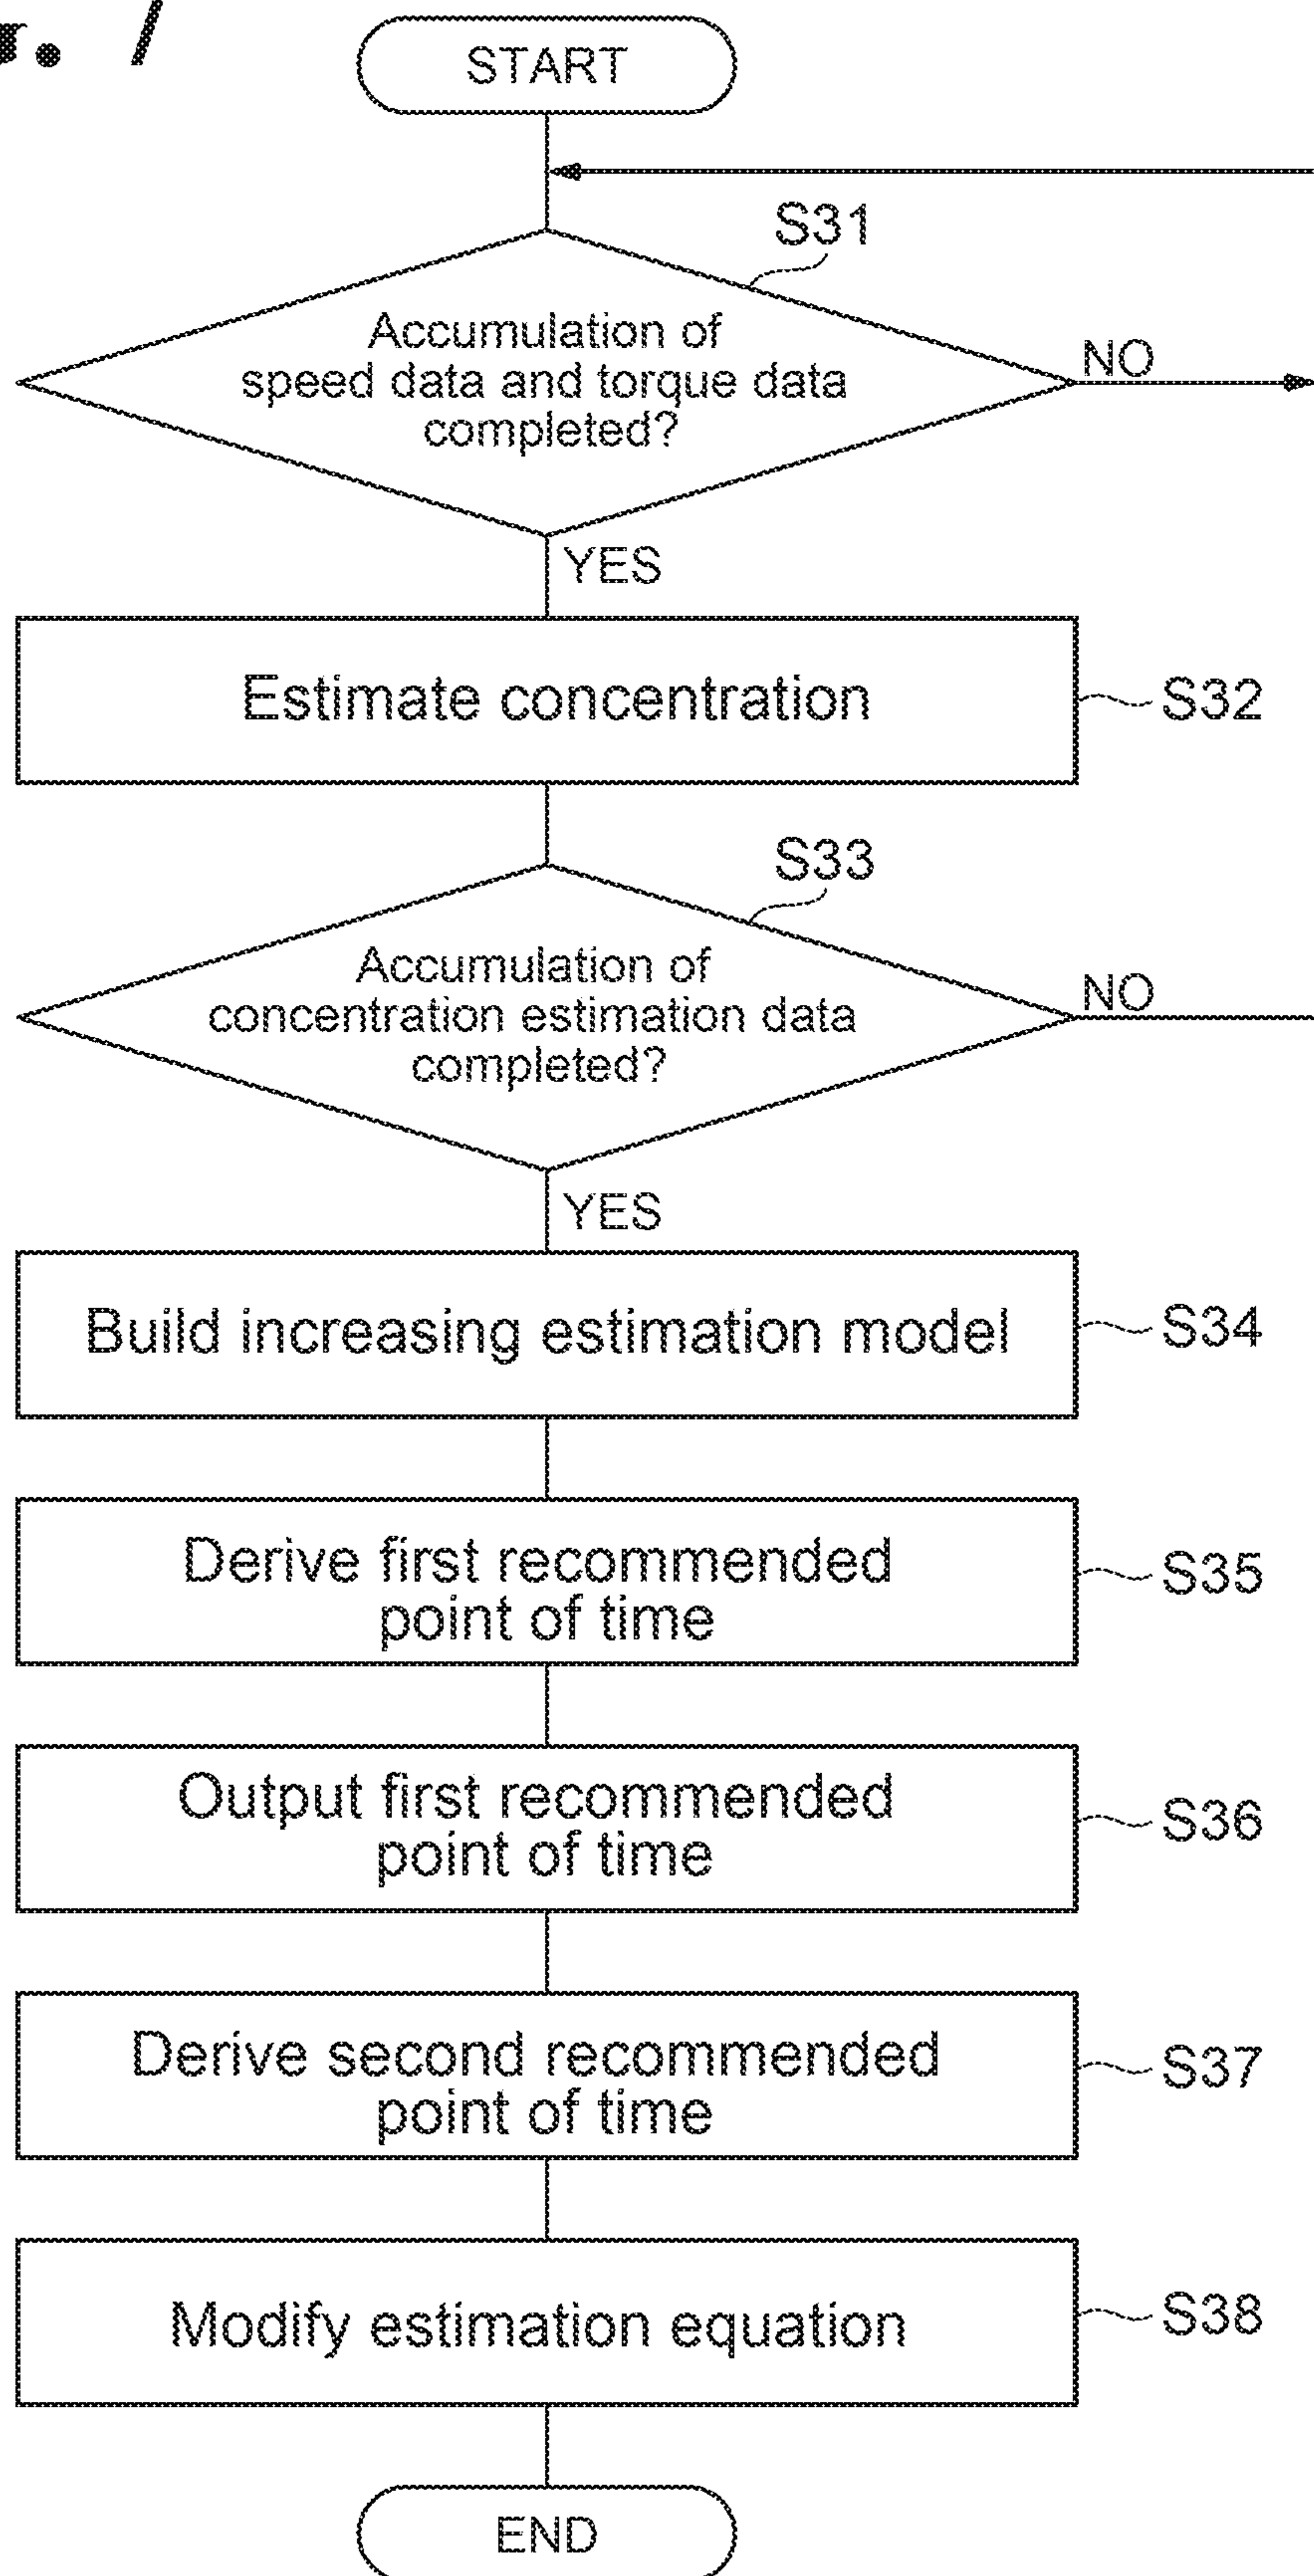 START
S31
Accumulation of
speed data and torque data
completed?
NO
YES
Estimate concentration
S32
S33
Accumulation of
concentration estimation data
completed?
NO
YES
Build increasing estimation model
S34
Derive first recommended
point of time
S35
Output first recommended
point of time
S36
Derive second recommended
point of time
S37
Modify estimation equation
S38
END